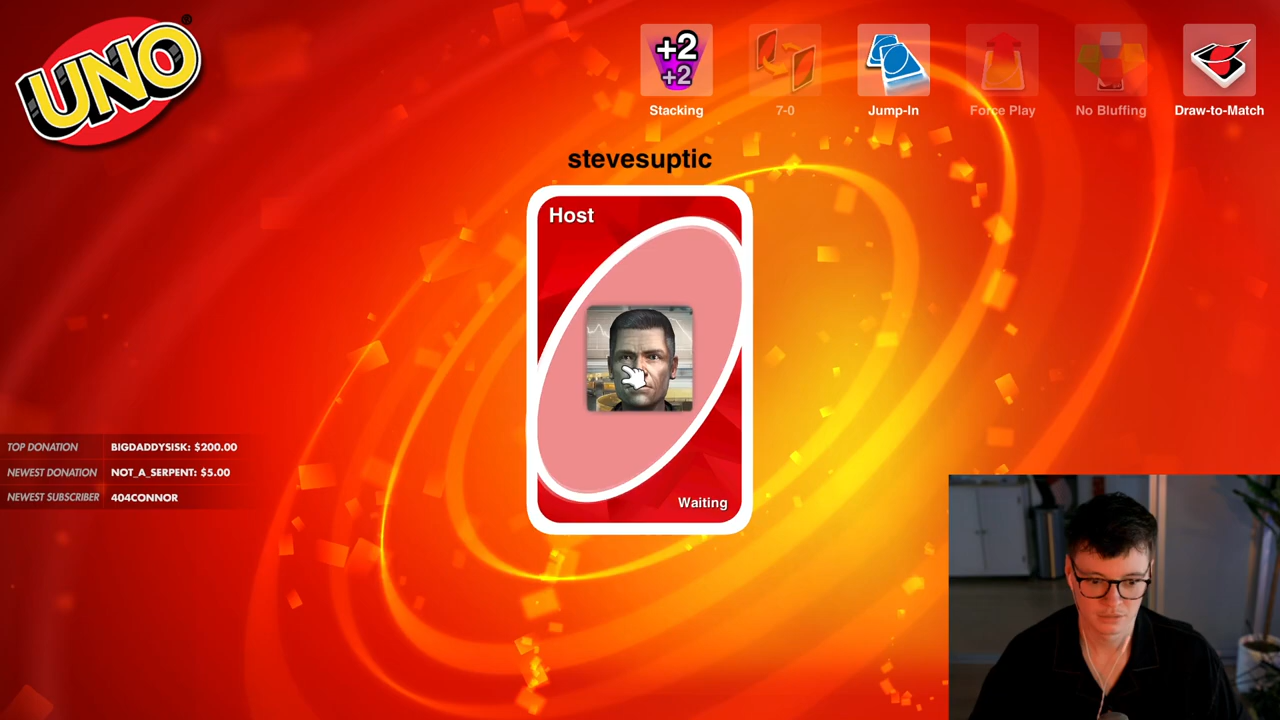 UNO
®
+2
+2
Stacking
7-0
Jump-In
Force Play
No Bluffing
Draw-to-Match
stevesuptic
Host
Waiting
TOP DONATION BIGDADDYSISK: $200.00
NEWEST DONATION NOT_A_SERPENT: $5.00
NEWEST SUBSCRIBER 404CONNOR